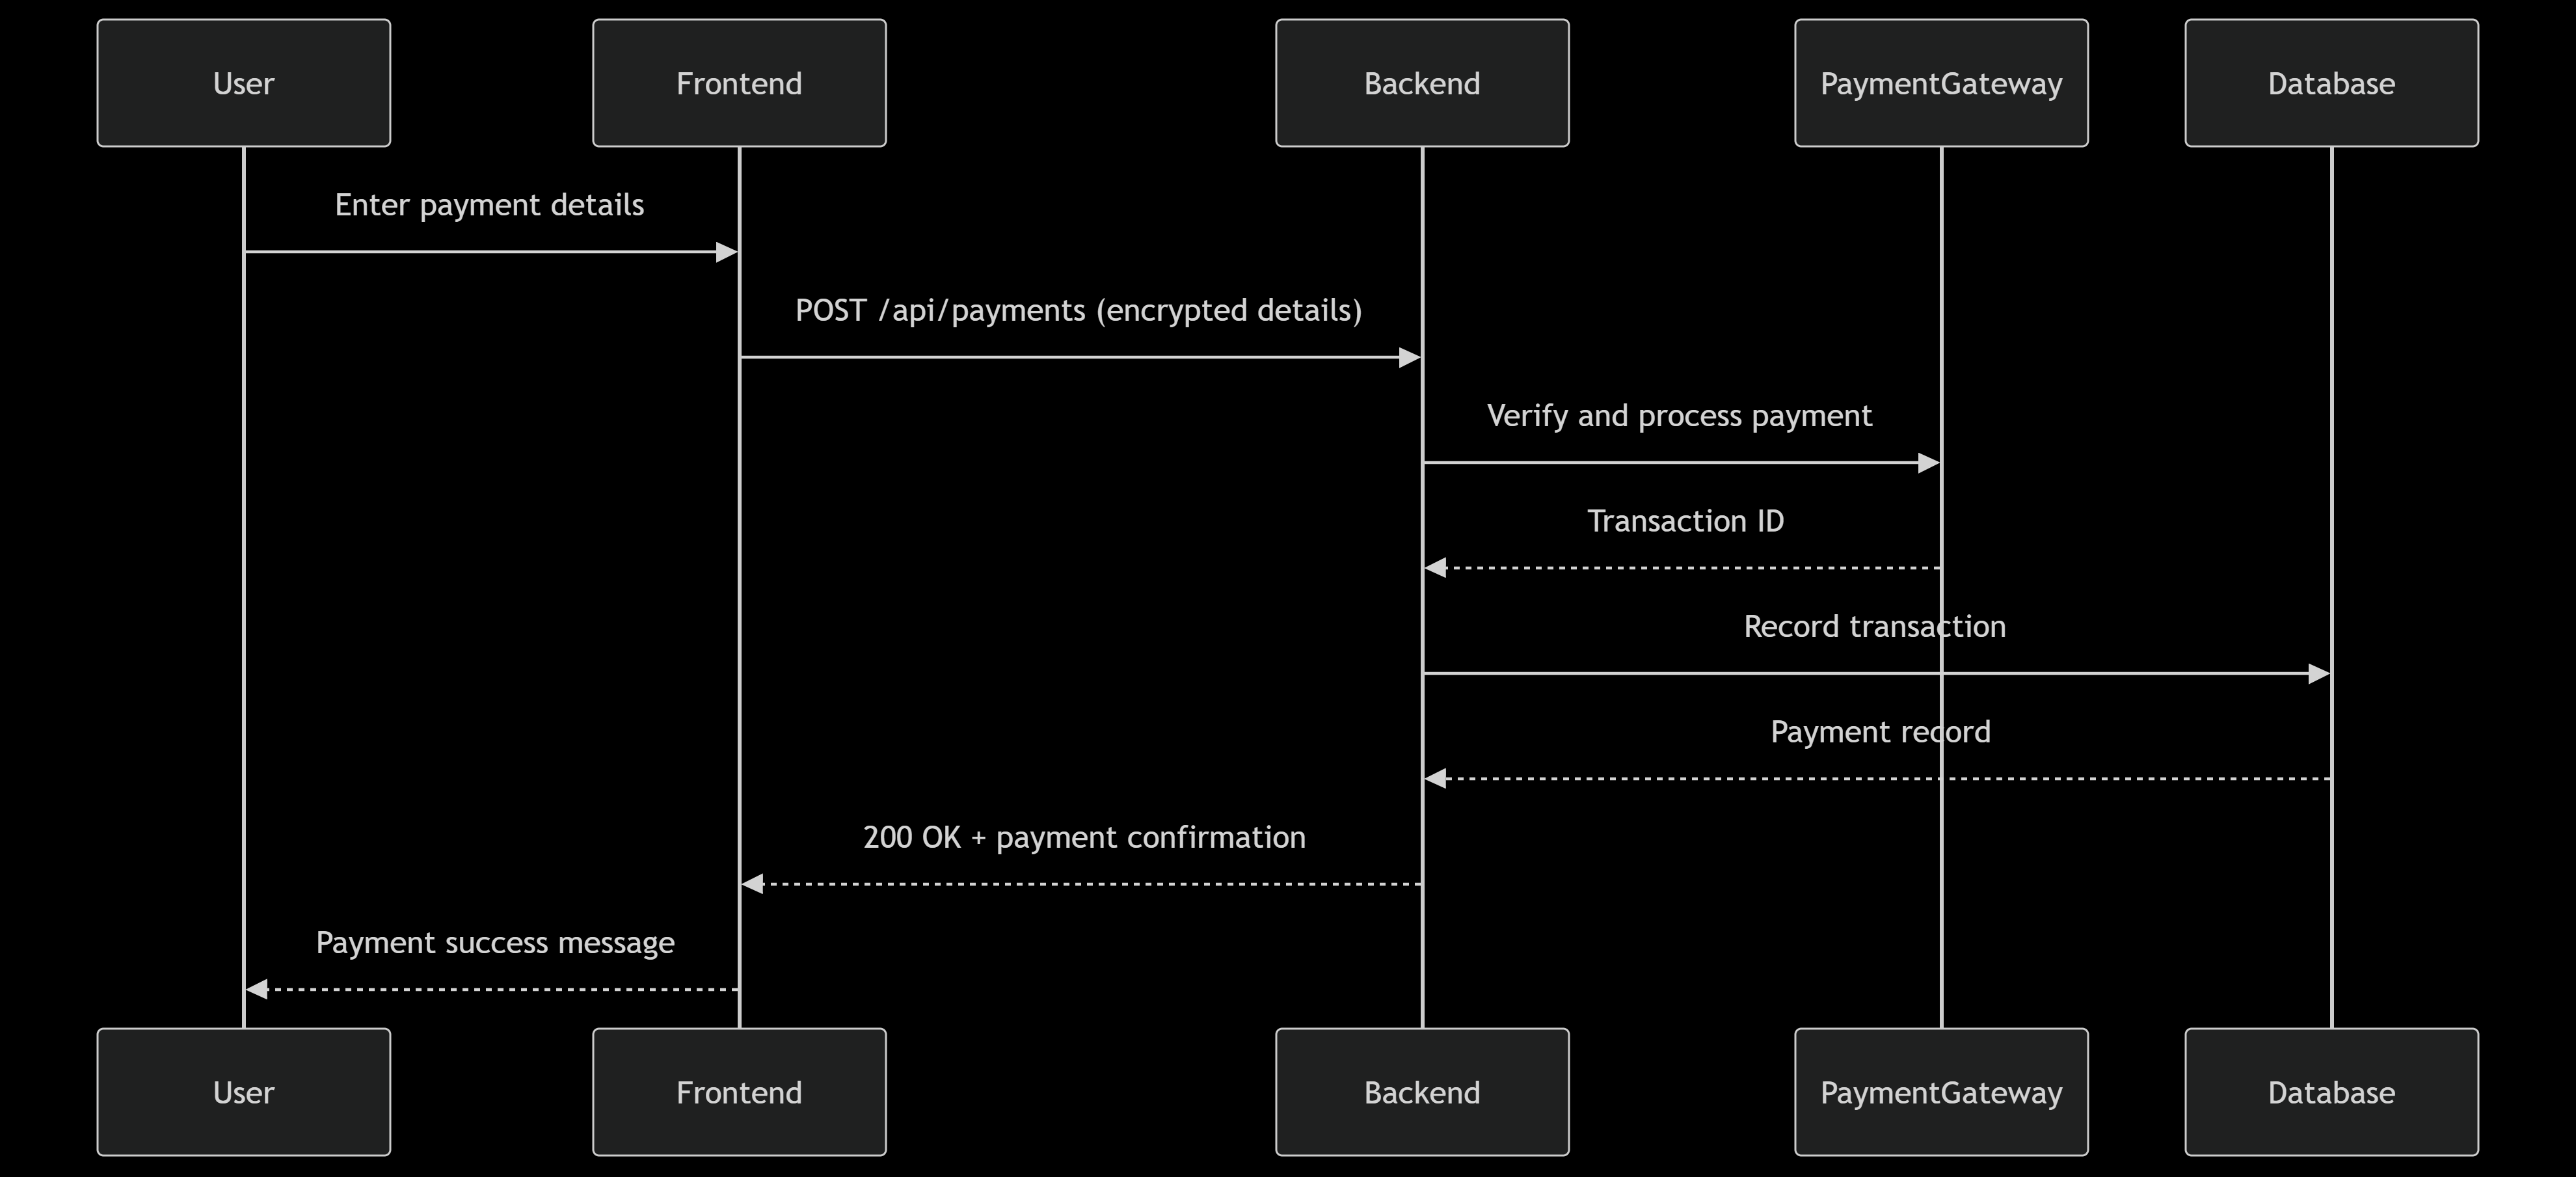 User
Frontend
Backend
PaymentGateway
Database
Enter payment details
POST /api/payments (encrypted details)
Verify and process payment
Transaction ID
Record transaction
Payment record
200 OK + payment confirmation
Payment success message
User
Frontend
Backend
PaymentGateway
Database